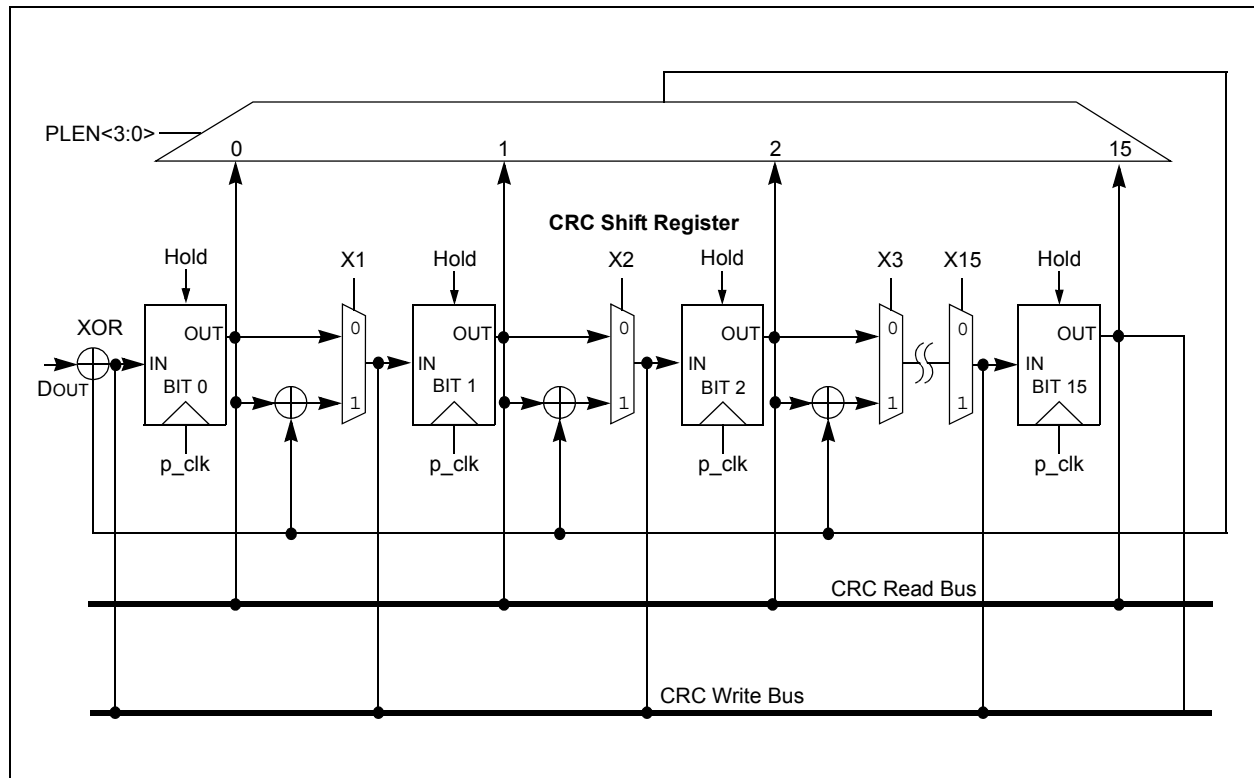 PLEN<3:0>
0 1 2 15
CRC Shift Register
Hold X1 Hold X2 Hold X3 X15 Hold
XOR
OUT 0 OUT 0 OUT 0 0 OUT
IN IN IN IN
DOUT
BIT 0 1 BIT 1 1 BIT 2 1 1 BIT 15
p_clk p_clk p_clk p_clk
CRC Read Bus
CRC Write Bus